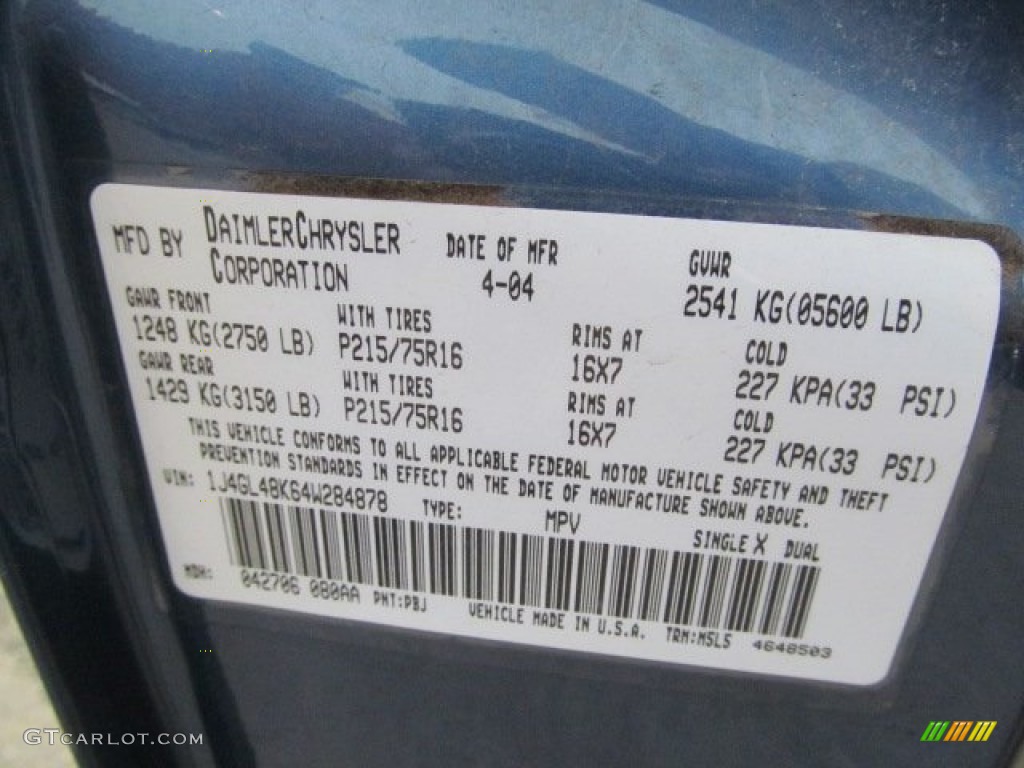 MFD BY DAIMLERCHRYSLER CORPORATION DATE OF MFR 4-04 GVWR 2541 KG(05600 LB)
GAWR FRONT WITH TIRES RIMS AT COLD
1248 KG(2750 LB) P215/75R16 16X7 227 KPA(33 PSI)
GAWR REAR WITH TIRES RIMS AT COLD
1429 KG(3150 LB) P215/75R16 16X7 227 KPA(33 PSI)
THIS VEHICLE CONFORMS TO ALL APPLICABLE FEDERAL MOTOR VEHICLE SAFETY AND THEFT
PREVENTION STANDARDS IN EFFECT ON THE DATE OF MANUFACTURE SHOWN ABOVE.
VIN: 1J4GL48K64W284878 TYPE: MPV SINGLE X DUAL
MDH: 042706 080AA PNT:PBJ VEHICLE MADE IN U.S.A. TRM:M5L5 4648503
GTCARLOT.COM